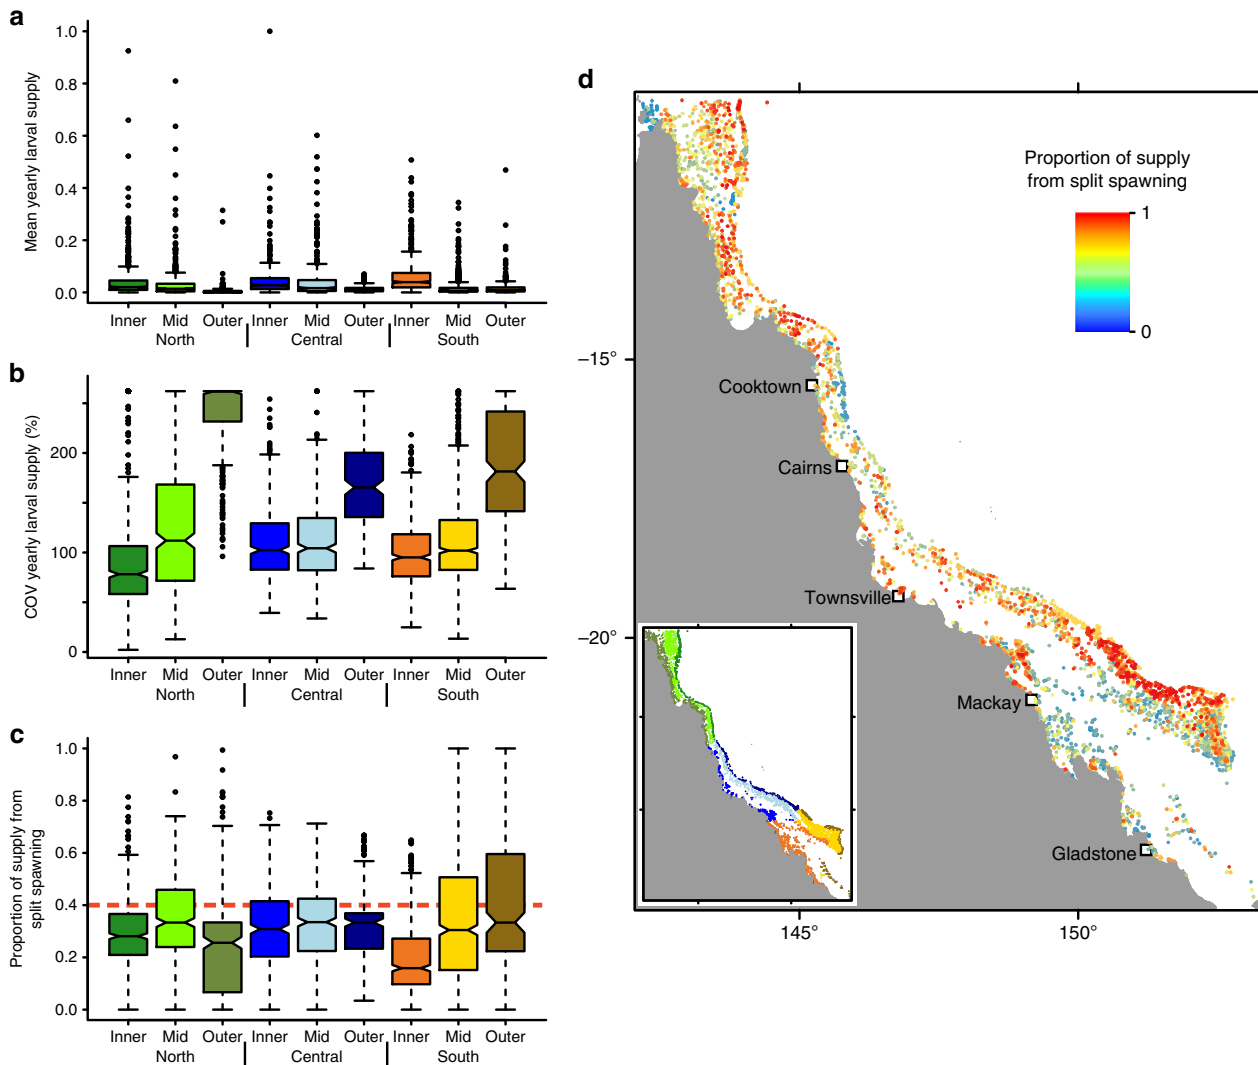 a
Mean yearly larval supply
1.0
0.8
0.6
0.4
0.2
0.0
Inner Mid Outer Inner Mid Outer Inner Mid Outer
North Central South
b
COV yearly larval supply (%)
200
100
0
Inner Mid Outer Inner Mid Outer Inner Mid Outer
North Central South
c
Proportion of supply from
split spawning
1.0
0.8
0.6
0.4
0.2
0.0
Inner Mid Outer Inner Mid Outer Inner Mid Outer
North Central South
d
Proportion of supply
from split spawning
1
0
−15°
−20°
Cooktown
Cairns
Townsville
Mackay
Gladstone
145° 150°